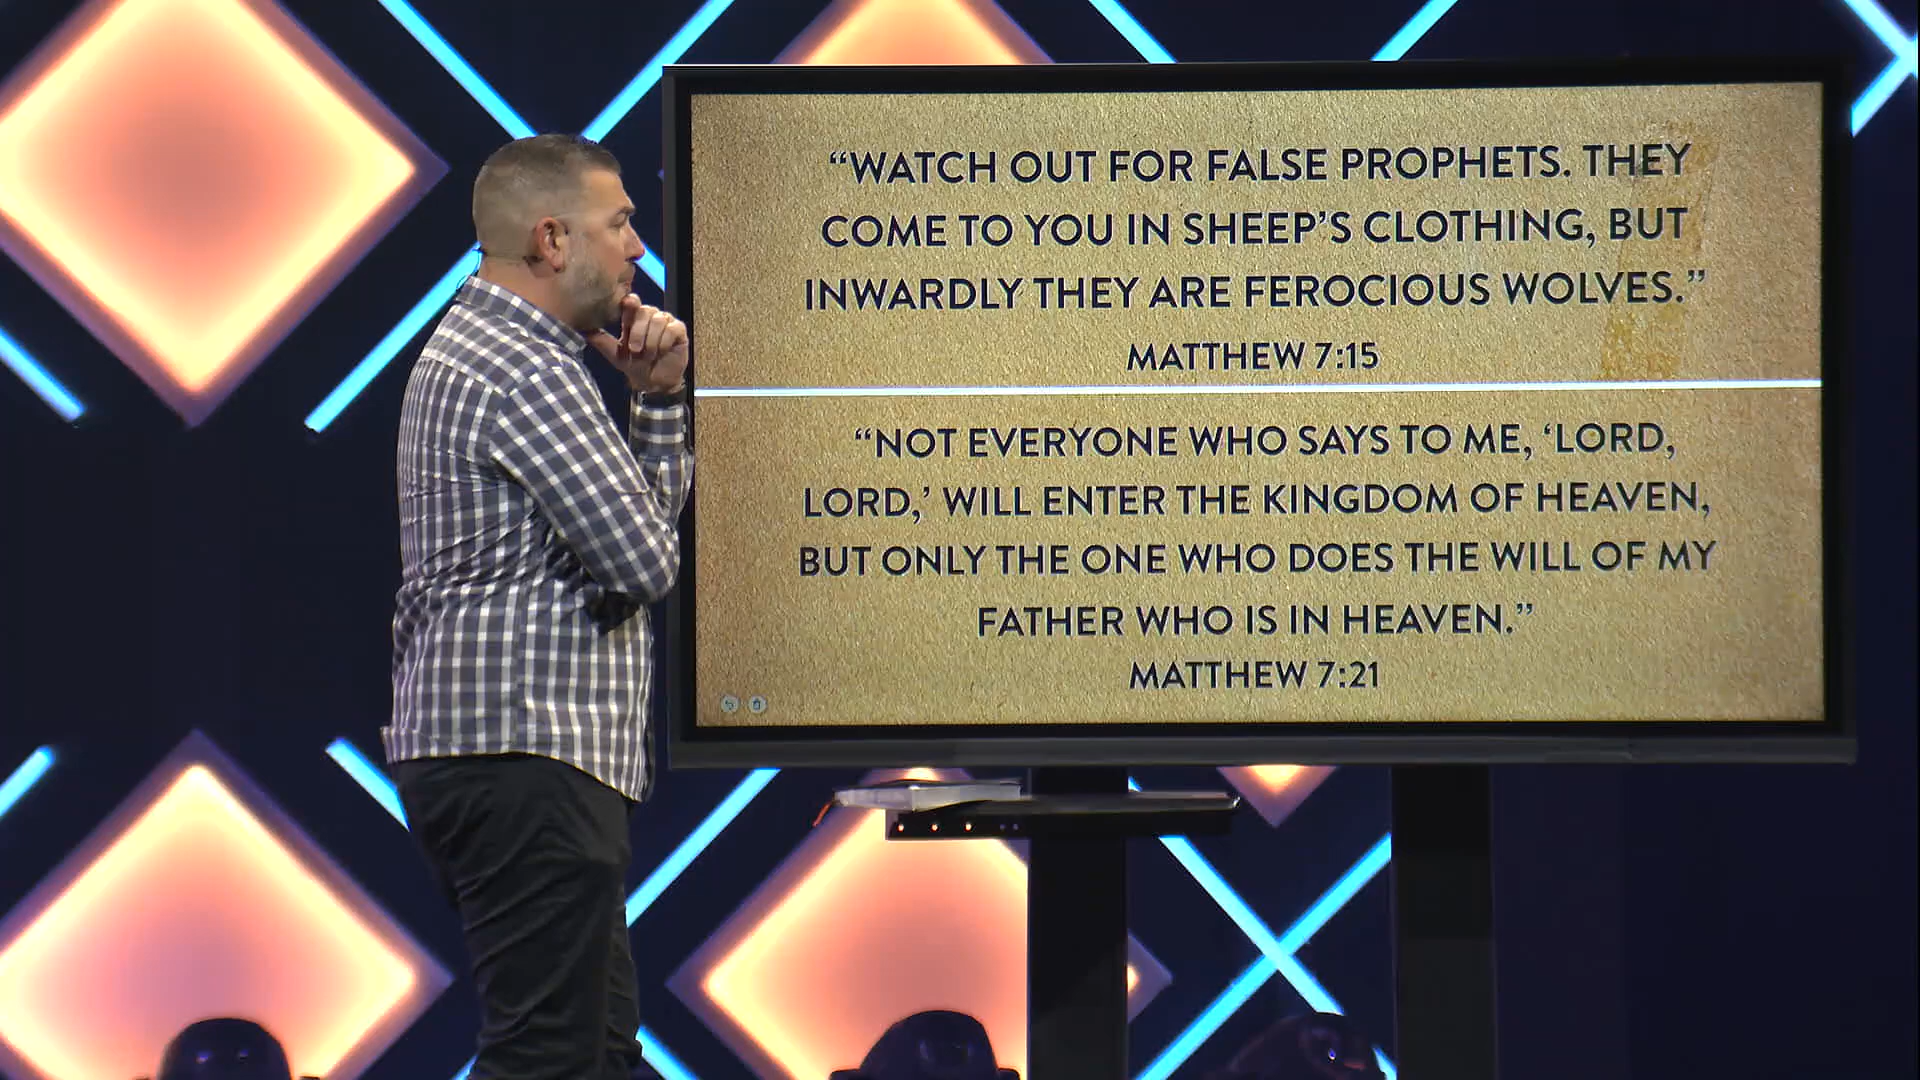 “WATCH OUT FOR FALSE PROPHETS. THEY
COME TO YOU IN SHEEP’S CLOTHING, BUT
INWARDLY THEY ARE FEROCIOUS WOLVES.”
MATTHEW 7:15
“NOT EVERYONE WHO SAYS TO ME, ‘LORD,
LORD,’ WILL ENTER THE KINGDOM OF HEAVEN,
BUT ONLY THE ONE WHO DOES THE WILL OF MY
FATHER WHO IS IN HEAVEN.”
MATTHEW 7:21